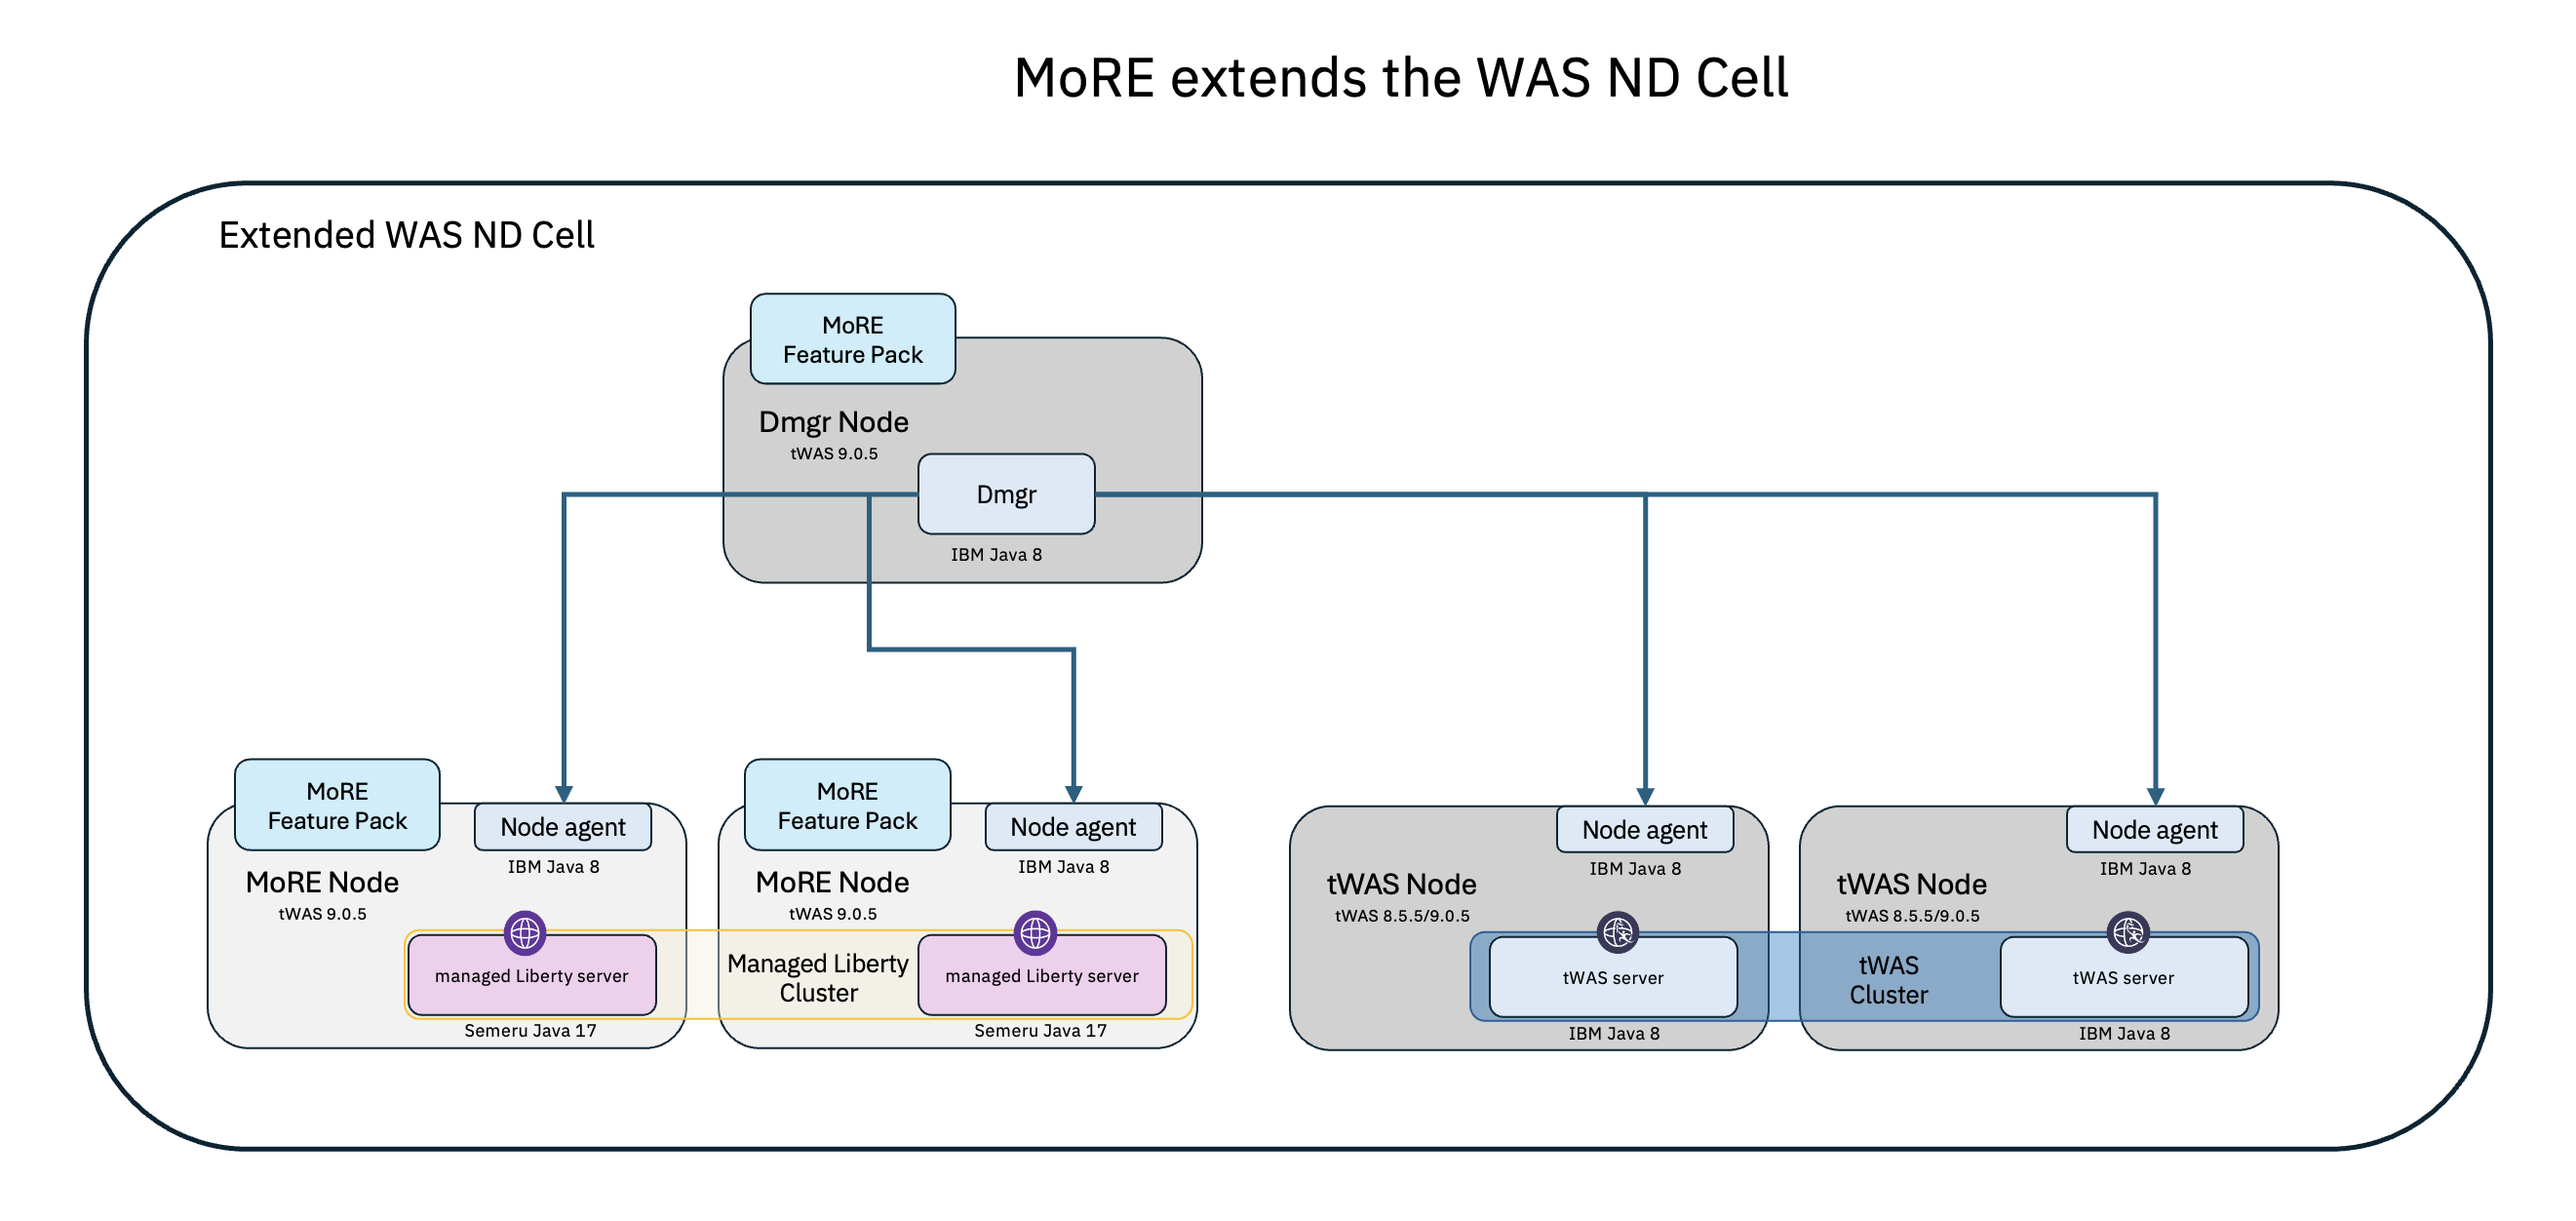 MoRE extends the WAS ND Cell
Extended WAS ND Cell
MoRE
Feature Pack
Dmgr Node
tWAS 9.0.5
Dmgr
IBM Java 8
MoRE
Feature Pack
Node agent
IBM Java 8
MoRE Node
tWAS 9.0.5
managed Liberty server
Semeru Java 17
Managed Liberty
Cluster
MoRE
Feature Pack
Node agent
IBM Java 8
MoRE Node
tWAS 9.0.5
managed Liberty server
Semeru Java 17
Node agent
IBM Java 8
tWAS Node
tWAS 8.5.5/9.0.5
tWAS server
IBM Java 8
tWAS
Cluster
Node agent
IBM Java 8
tWAS Node
tWAS 8.5.5/9.0.5
tWAS server
IBM Java 8